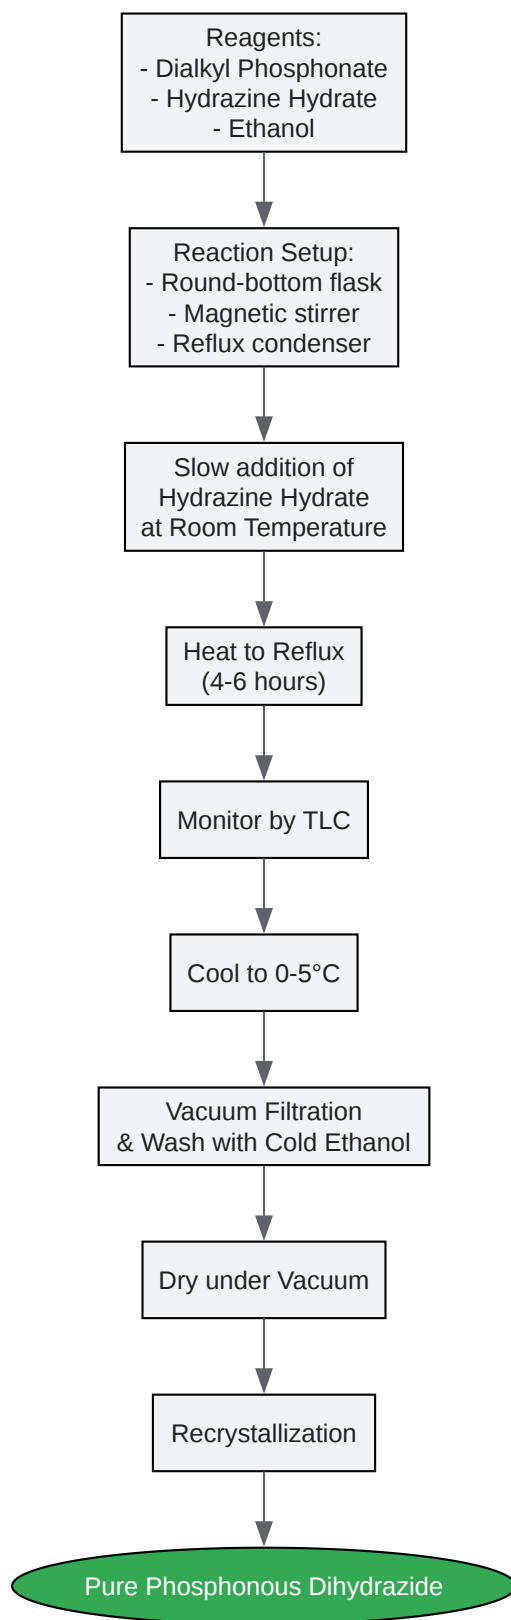 Reagents:
- Dialkyl Phosphonate
- Hydrazine Hydrate
- Ethanol
Reaction Setup:
- Round-bottom flask
- Magnetic stirrer
- Reflux condenser
Slow addition of
Hydrazine Hydrate
at Room Temperature
Heat to Reflux
(4-6 hours)
Monitor by TLC
Cool to 0-5°C
Vacuum Filtration
& Wash with Cold Ethanol
Dry under Vacuum
Recrystallization
Pure Phosphonous Dihydrazide